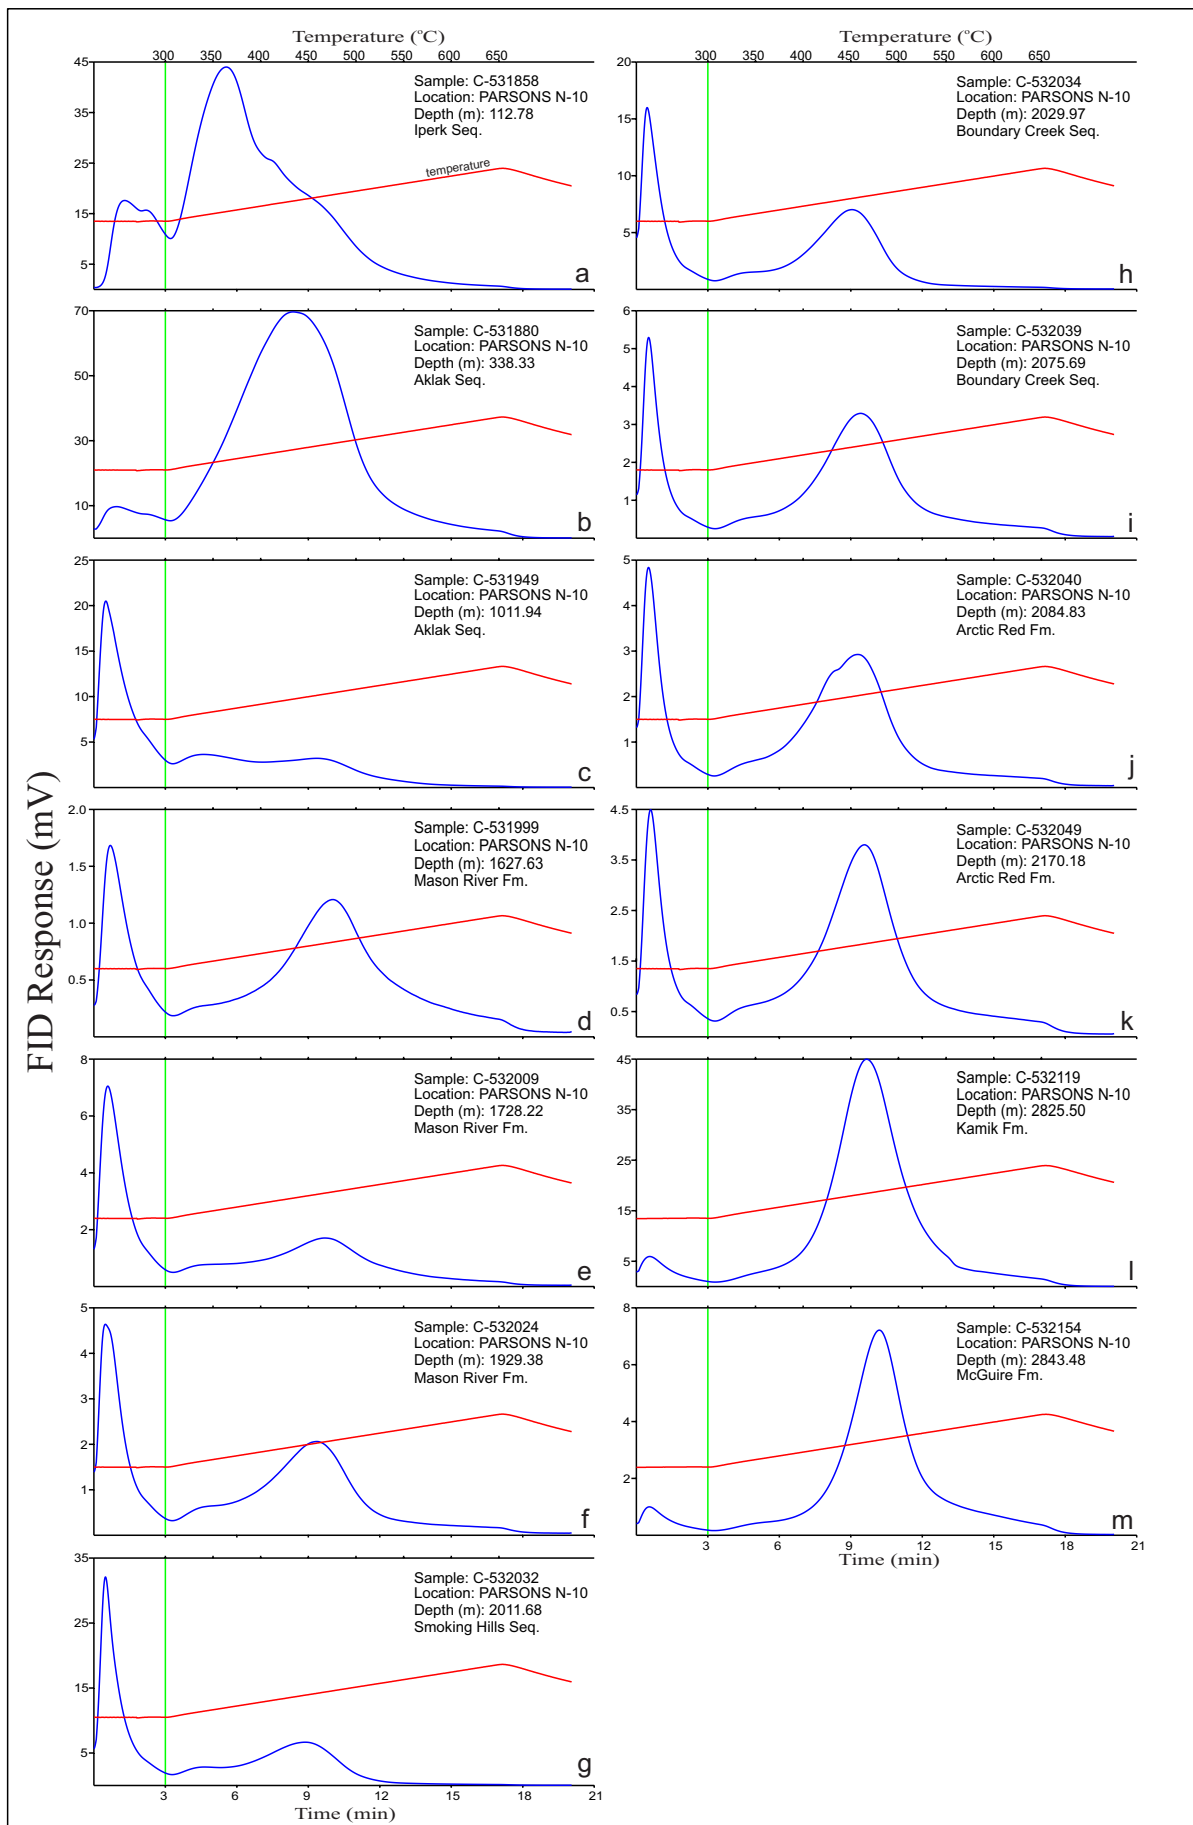 Temperature (°C)
300 350 400 450 500 550 600 650
45
35
25
15
5
Sample: C-531858
Location: PARSONS N-10
Depth (m): 112.78
Iperk Seq.
temperature
a
70
50
30
10
Sample: C-531880
Location: PARSONS N-10
Depth (m): 338.33
Aklak Seq.
b
25
20
15
10
5
Sample: C-531949
Location: PARSONS N-10
Depth (m): 1011.94
Aklak Seq.
c
FID Response (mV)
2.0
1.5
1.0
0.5
Sample: C-531999
Location: PARSONS N-10
Depth (m): 1627.63
Mason River Fm.
d
8
6
4
2
Sample: C-532009
Location: PARSONS N-10
Depth (m): 1728.22
Mason River Fm.
e
5
4
3
2
1
Sample: C-532024
Location: PARSONS N-10
Depth (m): 1929.38
Mason River Fm.
f
35
25
15
5
Sample: C-532032
Location: PARSONS N-10
Depth (m): 2011.68
Smoking Hills Seq.
g
3 6 9 12 15 18 21
Time (min)
Temperature (°C)
300 350 400 450 500 550 600 650
20
15
10
5
Sample: C-532034
Location: PARSONS N-10
Depth (m): 2029.97
Boundary Creek Seq.
h
6
5
4
3
2
1
Sample: C-532039
Location: PARSONS N-10
Depth (m): 2075.69
Boundary Creek Seq.
i
5
4
3
2
1
Sample: C-532040
Location: PARSONS N-10
Depth (m): 2084.83
Arctic Red Fm.
j
4.5
3.5
2.5
1.5
0.5
Sample: C-532049
Location: PARSONS N-10
Depth (m): 2170.18
Arctic Red Fm.
k
45
35
25
15
5
Sample: C-532119
Location: PARSONS N-10
Depth (m): 2825.50
Kamik Fm.
l
8
6
4
2
Sample: C-532154
Location: PARSONS N-10
Depth (m): 2843.48
McGuire Fm.
m
3 6 9 12 15 18 21
Time (min)